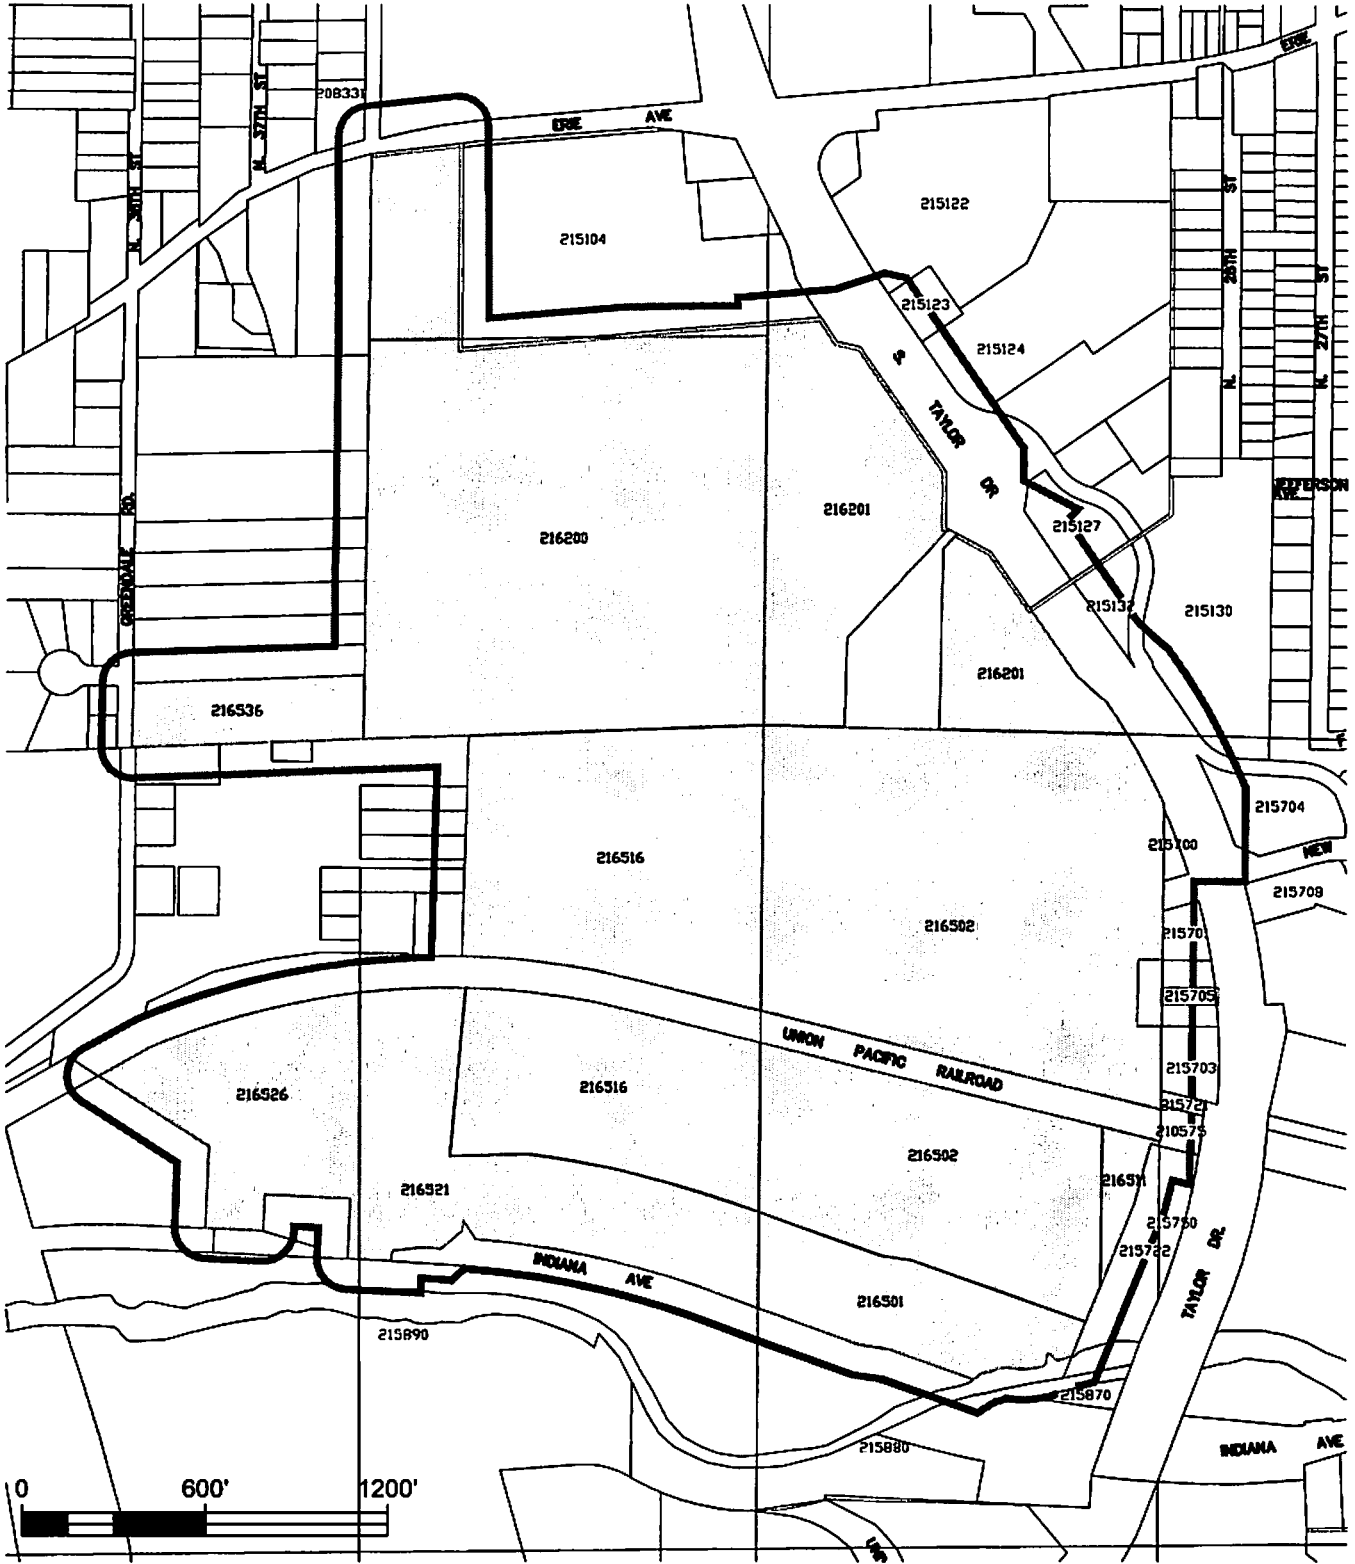 ERIE
N. 37TH ST
208331
ERIE AVE
N. 38TH ST
N. 28TH ST
215122
215104
N. 27TH ST
215123
215124
S. TAYLOR DR
JEFFERSON
AVE.
GREENDALE RD.
216200
216201
215127
215132
215130
216201
216536
215704
215700
NEW
216516
215708
216502
21570
215705
UNION PACIFIC RAILROAD
215703
216526
216516
215721
210575
216502
216511
216521
215750
TAYLOR DR.
215722
INDIANA AVE
216501
215890
215870
215880
INDIANA AVE
0 600' 1200'